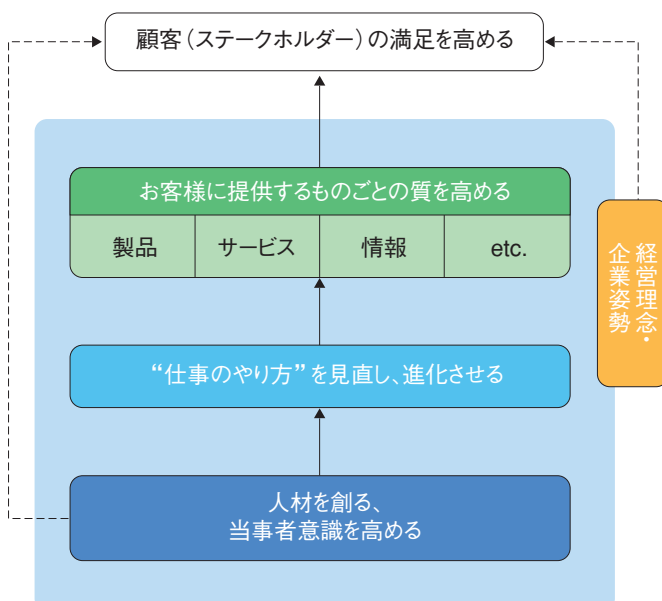 顧客（ステークホルダー）の満足を高める
お客様に提供するものごとの質を高める
製品
サービス
情報
etc.
経営理念・
企業姿勢
“仕事のやり方”を見直し、進化させる
人材を創る、
当事者意識を高める